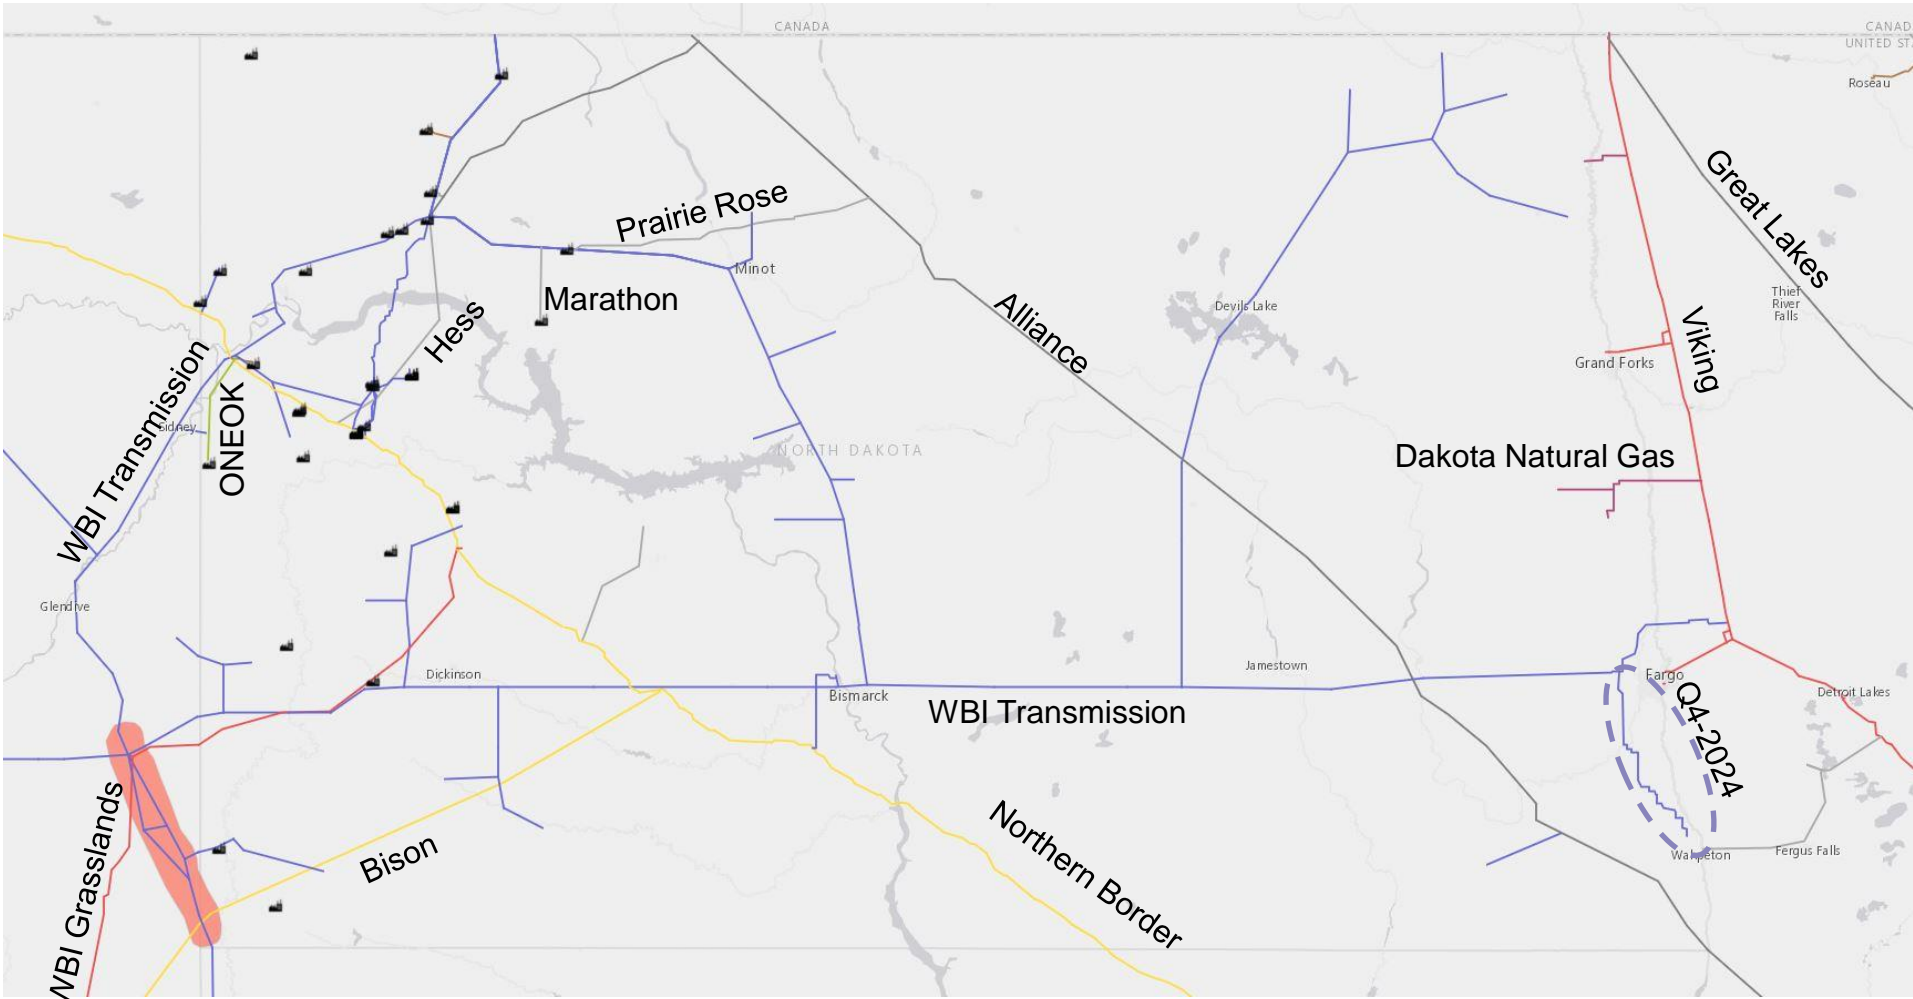 CANADA
CANAD
UNITED ST
Roseau
Prairie Rose
Great Lakes
Minot
Marathon
Devils Lake
Thief
River
Falls
Hess
Alliance
Viking
Grand Forks
WBI Transmission
ONEOK
Sidney
NORTH DAKOTA
Dakota Natural Gas
Glendive
Dickinson
Jamestown
Fargo
Bismarck
Detroit Lakes
WBI Transmission
Q4-2024
WBI Grasslands
Bison
Northern Border
Wahpeton
Fergus Falls